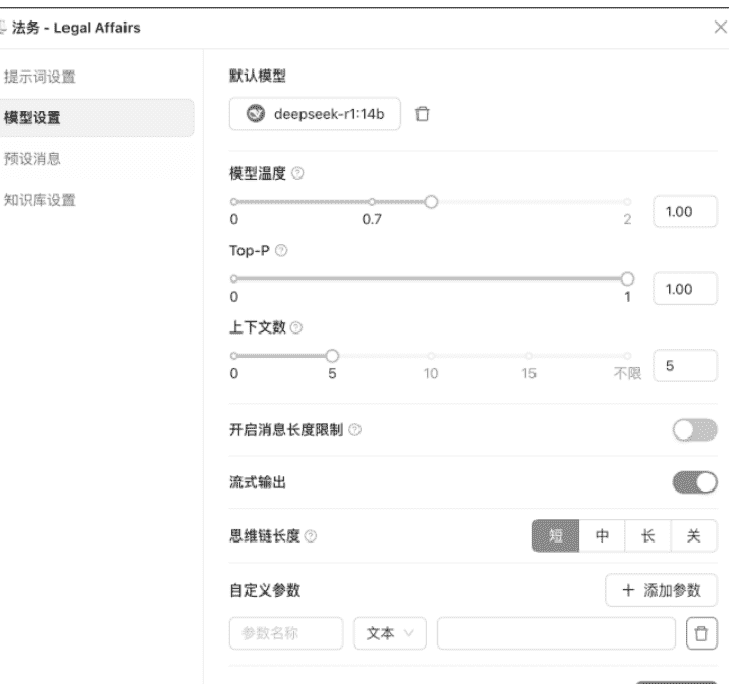 法务 - Legal Affairs
提示词设置
模型设置
预设消息
知识库设置
默认模型
deepseek-r1:14b
模型温度
0
0.7
2
1.00
Top-P
0
1
1.00
上下文数
0
5
10
15
不限
5
开启消息长度限制
流式输出
思维链长度
短
中
长
关
自定义参数
+ 添加参数
参数名称
文本